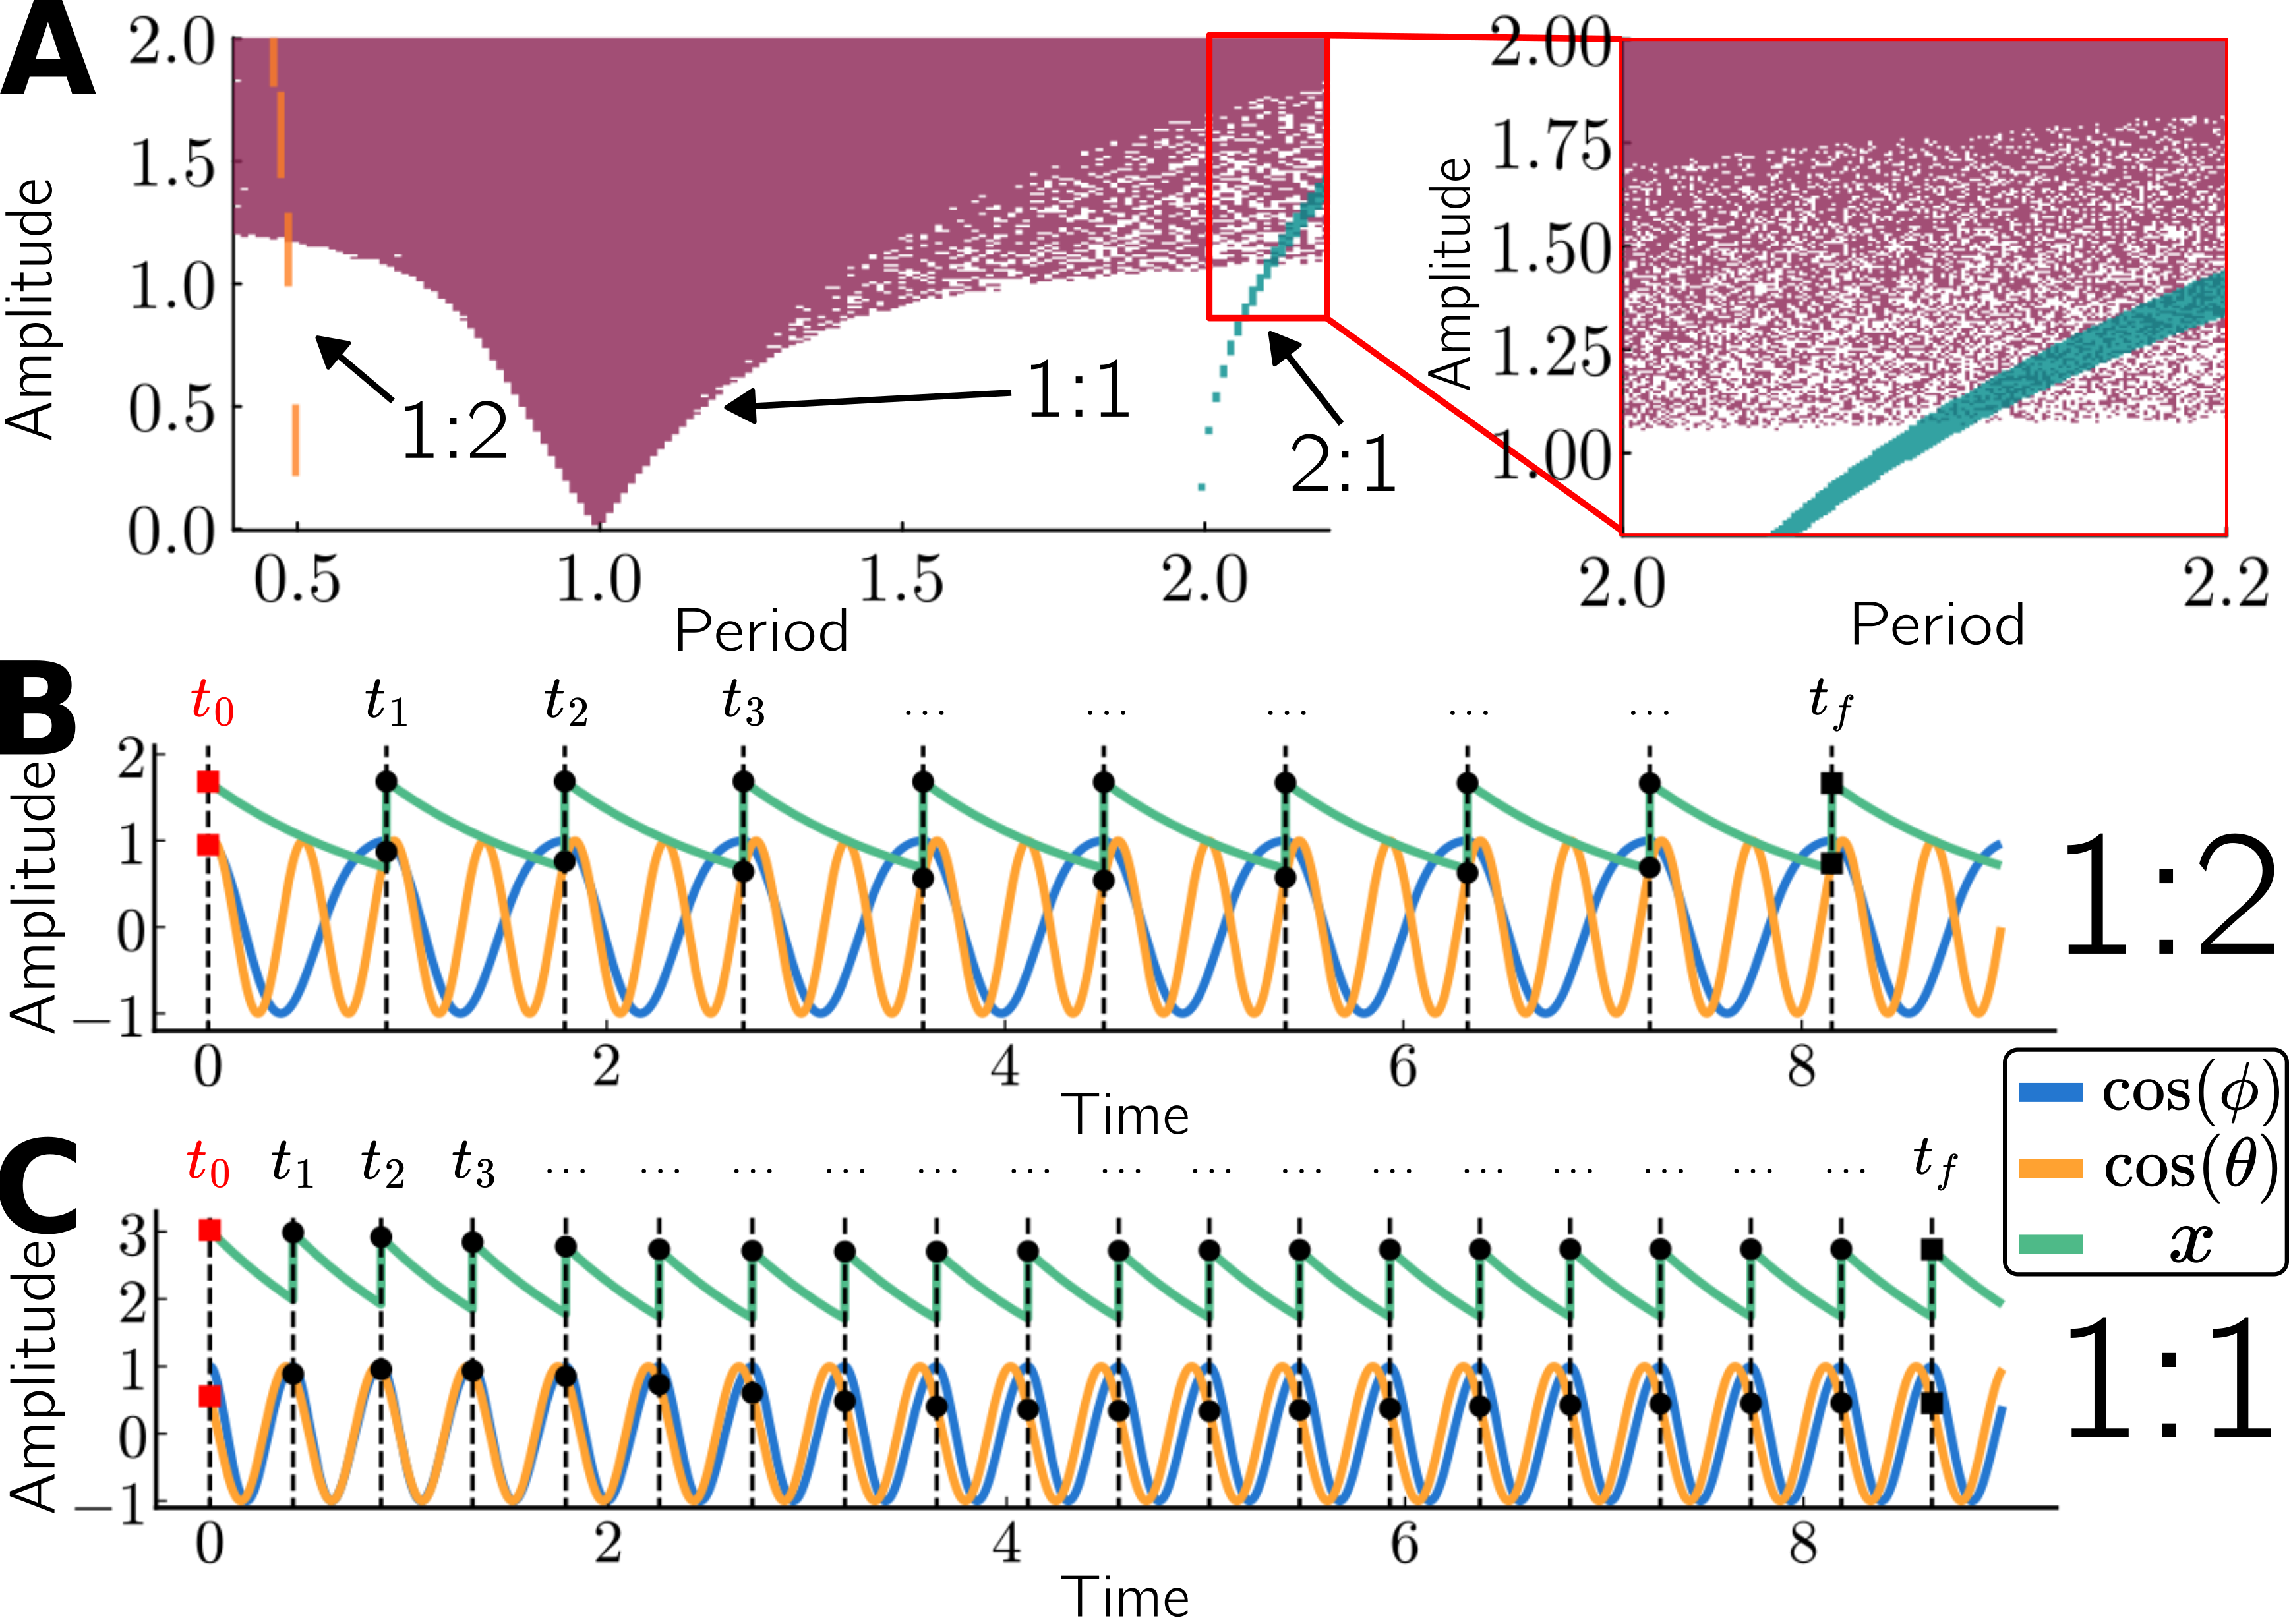 A
Amplitude
2.0
1.5
1.0
0.5
0.0
0.5 1.0 1.5 2.0
Period
1:2
1:1
2:1
Amplitude
2.00
1.75
1.50
1.25
1.00
2.0 2.2
Period
B
t0 t1 t2 t3 ... ... ... ... ... tf
Amplitude
2
1
0
−1
0 2 4 6 8
Time
1:2
cos(ϕ)
cos(θ)
x
C
t0 t1 t2 t3 ... ... ... ... ... ... ... ... ... ... ... ... ... ... ... tf
Amplitude
3
2
1
0
−1
0 2 4 6 8
Time
1:1